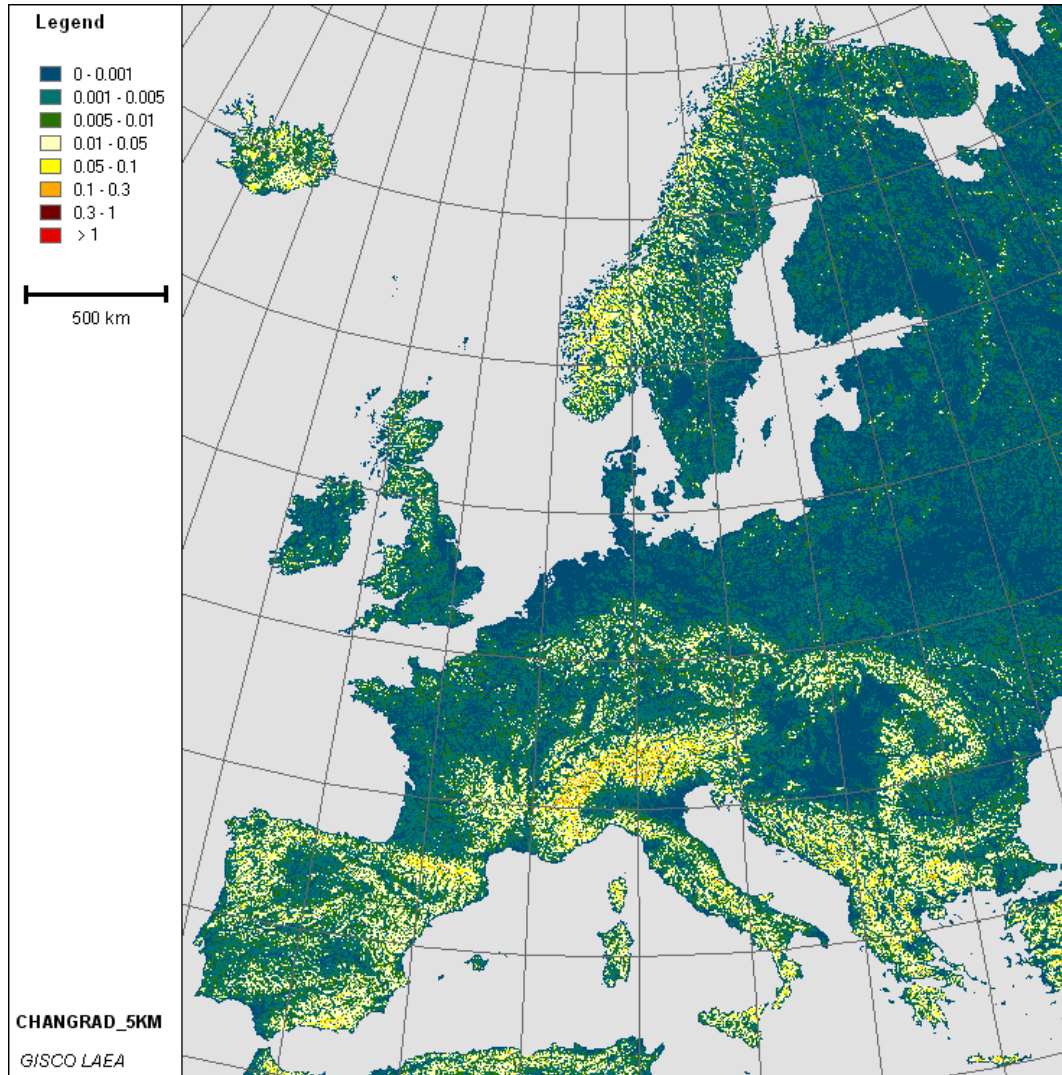 Legend
0 - 0.001
0.001 - 0.005
0.005 - 0.01
0.01 - 0.05
0.05 - 0.1
0.1 - 0.3
0.3 - 1
> 1
500 km
CHANGRAD_5KM
GISCO LAEA